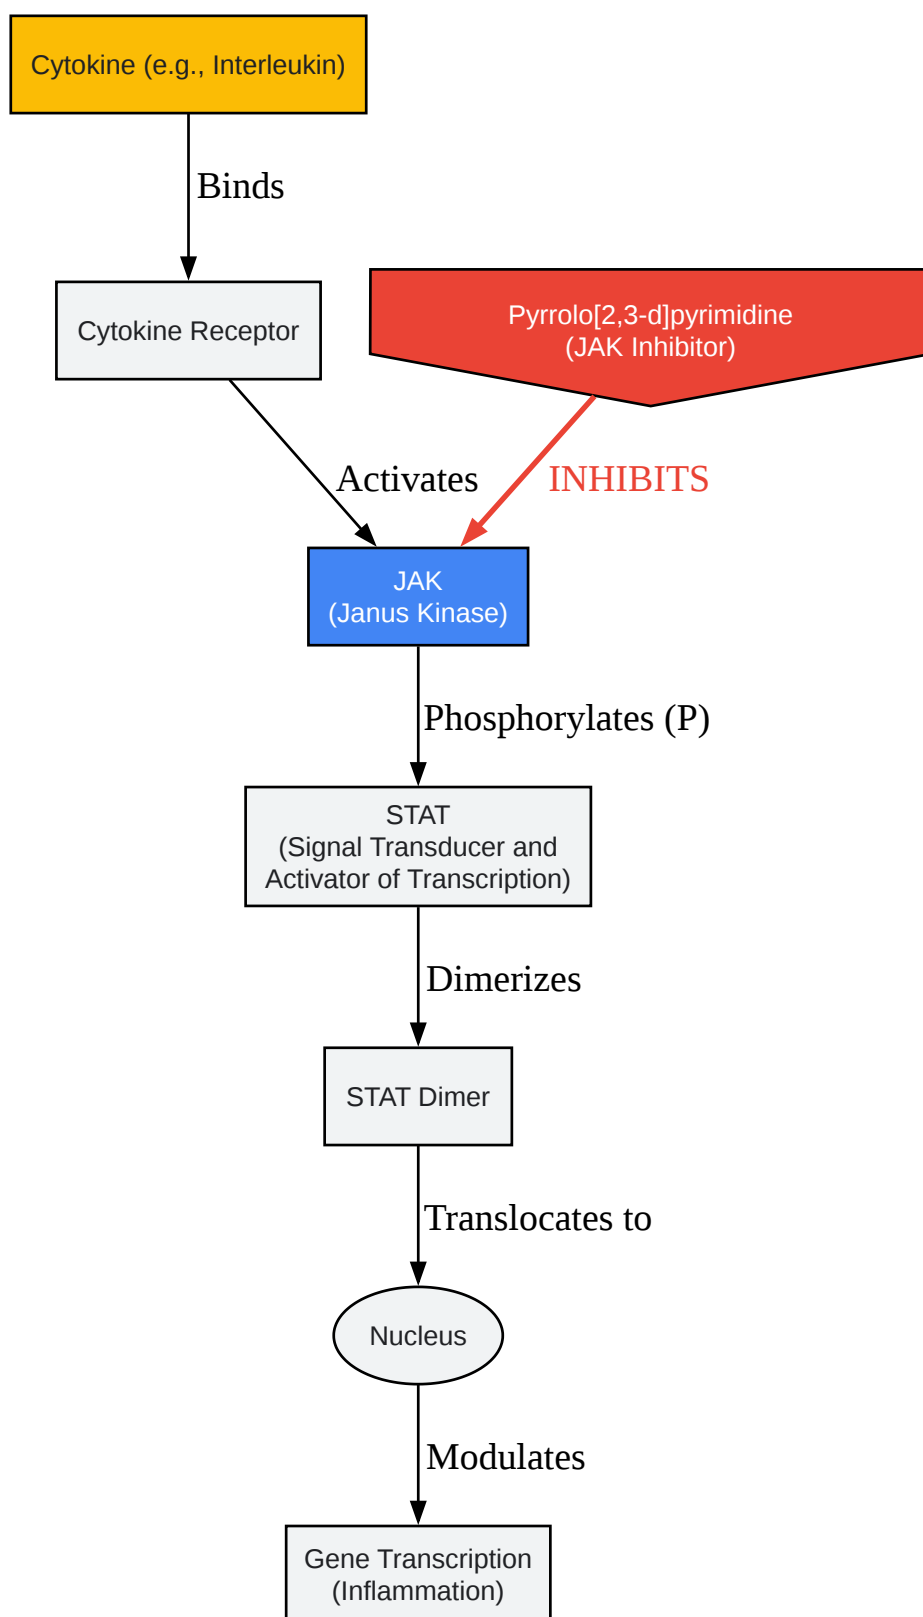 Cytokine (e.g., Interleukin)
Binds
Cytokine Receptor
Pyrrolo[2,3-d]pyrimidine
(JAK Inhibitor)
Activates
INHIBITS
JAK
(Janus Kinase)
Phosphorylates (P)
STAT
(Signal Transducer and
Activator of Transcription)
Dimerizes
STAT Dimer
Translocates to
Nucleus
Modulates
Gene Transcription
(Inflammation)